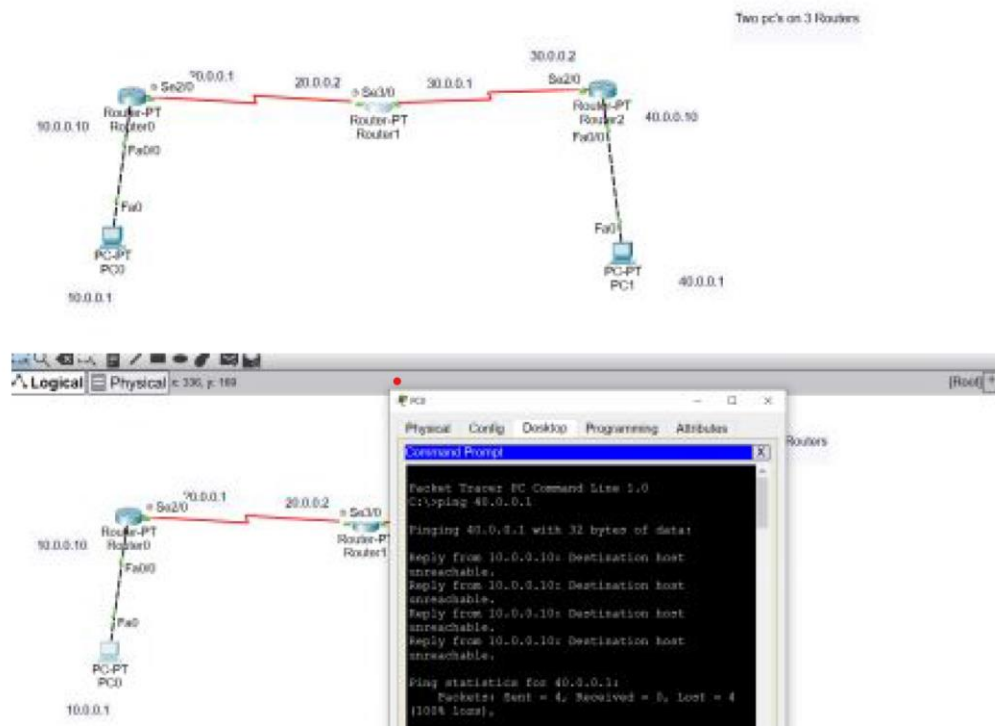 Two pc's on 3 Routers
30.0.0.2
20.0.0.1
20.0.0.2
30.0.0.1
Se2/0
Se3/0
Se2/0
Router-PT
Router0
Router-PT
Router1
Router-PT
Router2
10.0.0.10
40.0.0.10
Fa0/0
Fa0/0
Fa0
Fa0
PC-PT
PC0
PC-PT
PC1
10.0.0.1
40.0.0.1
Logical
Physical
x: 336, y: 169
[Root]
PC0
Physical
Config
Desktop
Programming
Attributes
Command Prompt
X
Routers
Packet Tracer PC Command Line 1.0
C:\>ping 40.0.0.1
Pinging 40.0.0.1 with 32 bytes of data:
Reply from 10.0.0.10: Destination host
unreachable.
Reply from 10.0.0.10: Destination host
unreachable.
Reply from 10.0.0.10: Destination host
unreachable.
Reply from 10.0.0.10: Destination host
unreachable.
Ping statistics for 40.0.0.1:
Packets: Sent = 4, Received = 0, Lost = 4
(100% loss),
20.0.0.1
20.0.0.2
Se2/0
Se3/0
Router-PT
Router0
Router-PT
Router1
10.0.0.10
Fa0/0
Fa0
PC-PT
PC0
10.0.0.1